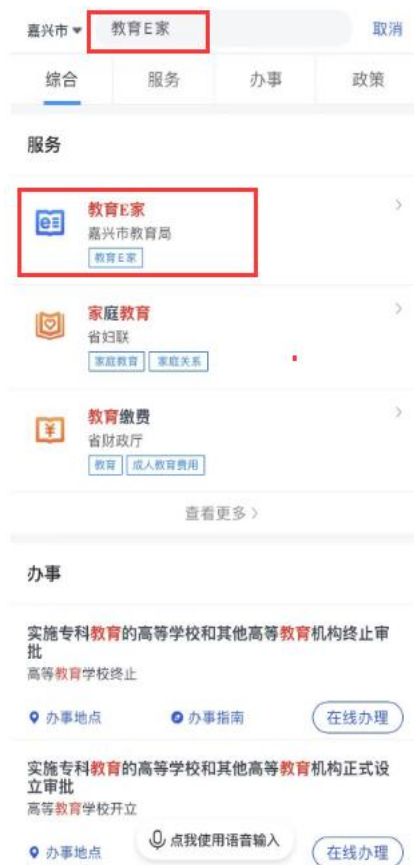 嘉兴市 教育E家 取消
综合 服务 办事 政策
服务
教育E家
嘉兴市教育局
教育E家
家庭教育
省妇联
家庭教育 家庭关系
教育缴费
省财政厅
教育 成人教育费用
查看更多
办事
实施专科教育的高等学校和其他高等教育机构终止审
批
高等教育学校终止
办事地点 办事指南 在线办理
实施专科教育的高等学校和其他高等教育机构正式设
立审批
高等教育学校开立
办事地点 点我使用语音输入 在线办理